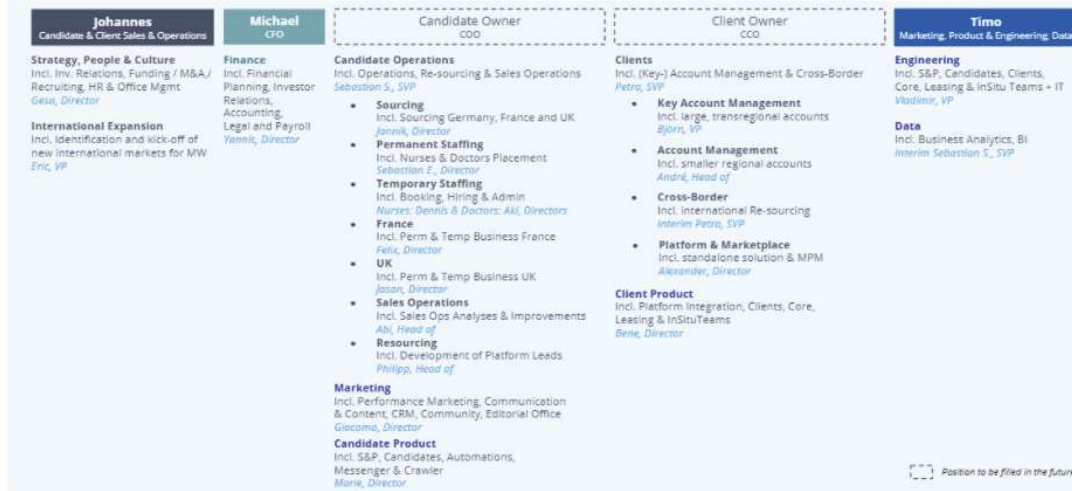 Johannes
Candidate & Client Sales & Operations
Strategy, People & Culture
Incl. Inv. Relations, Funding / M&A,/
Recruiting, HR & Office Mgmt
Gesa, Director
International Expansion
Incl. Identification and kick-off of
new international markets for MW
Eric, VP
Michael
CFO
Finance
Incl. Financial
Planning, Investor
Relations,
Accounting,
Legal and Payroll
Yannis, Director
Candidate Owner
COO
Candidate Operations
Incl. Operations, Re-sourcing & Sales Operations
Sebastian S., SVP
• Sourcing
Incl. Sourcing Germany, France and UK
Jannik, Director
• Permanent Staffing
Incl. Nurses & Doctors Placement
Sebastian E., Director
• Temporary Staffing
Incl. Booking, Hiring & Admin
Nurses: Dennis & Doctors: Aki, Directors
• France
Incl. Perm & Temp Business France
Felix, Director
• UK
Incl. Perm & Temp Business UK
Jason, Director
• Sales Operations
Incl. Sales Ops Analyses & Improvements
Abi, Head of
• Resourcing
Incl. Development of Platform Leads
Philipp, Head of
Marketing
Incl. Performance Marketing, Communication
& Content, CRM, Community, Editorial Office
Giacomo, Director
Candidate Product
Incl. S&P, Candidates, Automations,
Messenger & Crawler
Marie, Director
Client Owner
CCO
Clients
Incl. (Key-) Account Management & Cross-Border
Petra, SVP
• Key Account Management
Incl. large, transregional accounts
Björn, VP
• Account Management
Incl. smaller regional accounts
André, Head of
• Cross-Border
Incl. international Re-sourcing
Interim Petra, SVP
• Platform & Marketplace
Incl. standalone solution & MPM
Alexander, Director
Client Product
Incl. Platform Integration, Clients, Core,
Leasing & InSituTeams
Bene, Director
Timo
Marketing, Product & Engineering, Data
Engineering
Incl. S&P, Candidates, Clients,
Core, Leasing & InSitu Teams + IT
Vladimir, VP
Data
Incl. Business Analytics, BI
Interim Sebastian S., SVP
Position to be filled in the future